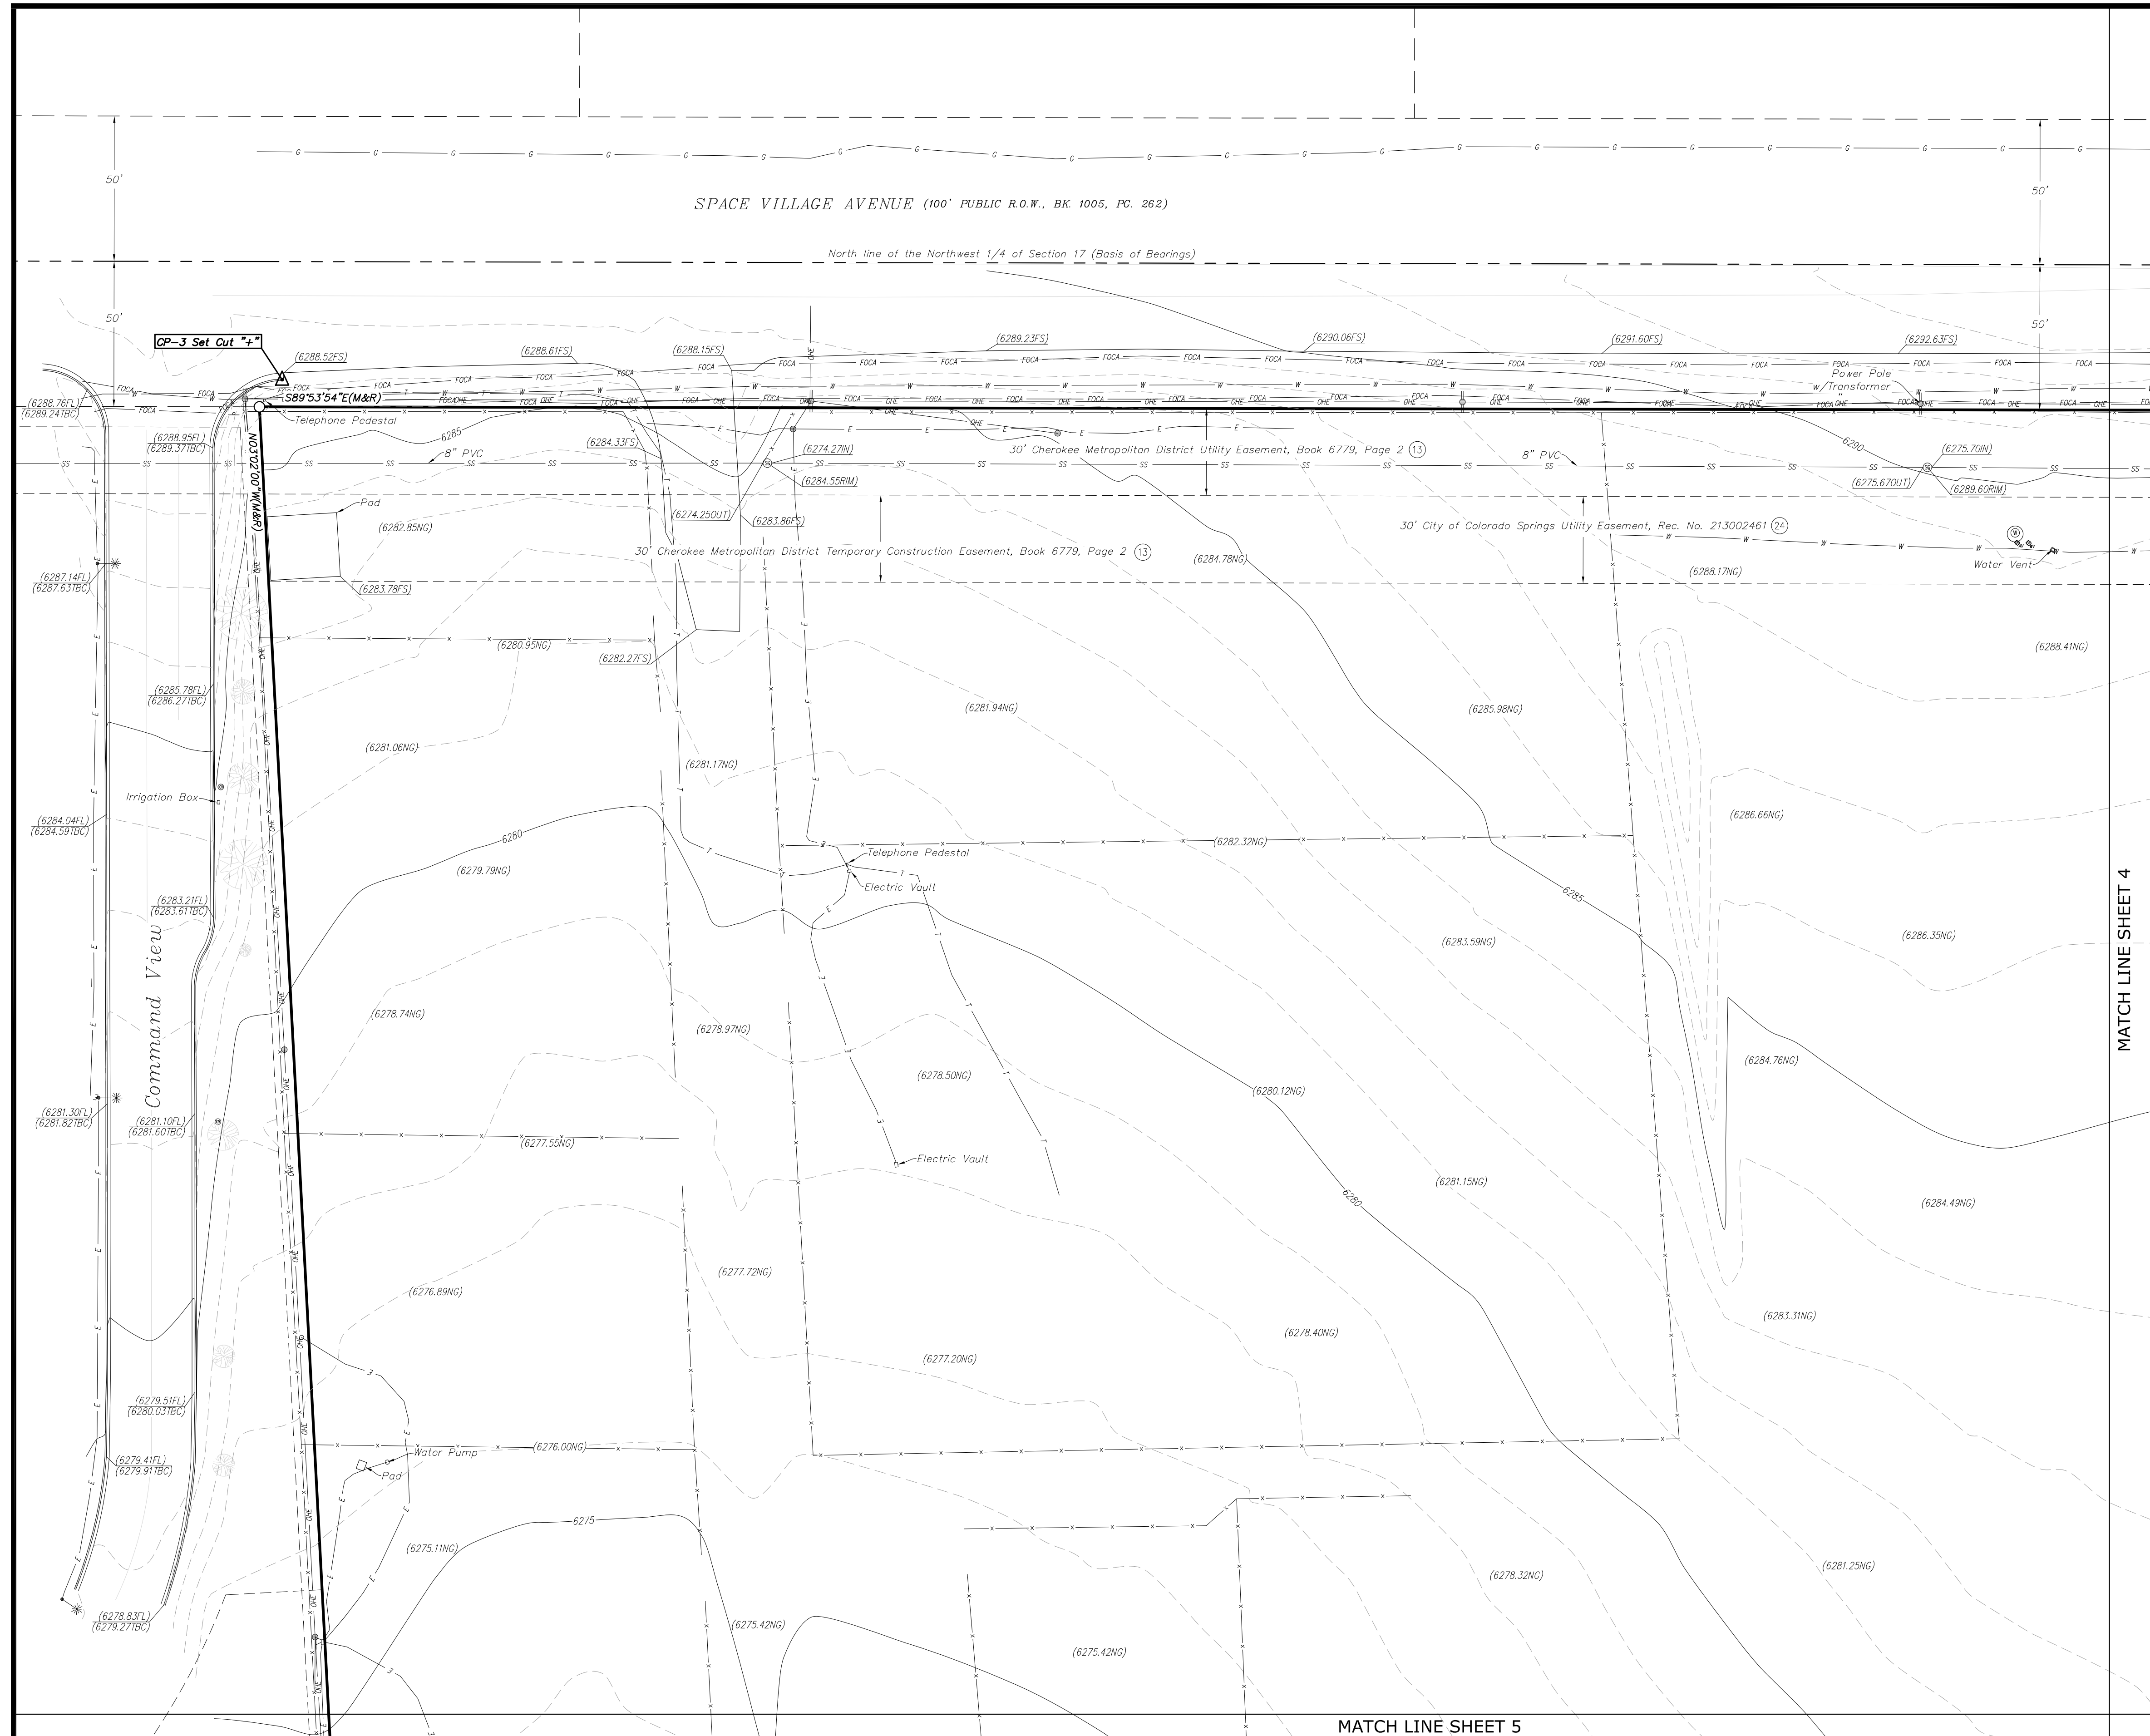 50'
50'
SPACE VILLAGE AVENUE (100' PUBLIC R.O.W., BK. 1005, PG. 262)
50'
North line of the Northwest 1/4 of Section 17 (Basis of Bearings)
50'
CP-3 Set Cut "+"
(6288.52FS)
(6288.61FS)
(6288.15FS)
(6289.23FS)
(6290.06FS)
(6291.60FS)
(6292.63FS)
Power Pole
w/Transformer
(6288.76FL)
(6289.24TBC)
S89°53'54"E(M&R)
Telephone Pedestal
N03°02'00"W(M&R)
(6288.95FL)
(6289.37TBC)
6285
8" PVC
(6284.33FS)
(6274.27IN)
(6284.55RIM)
(6274.25OUT)
(6283.86FS)
30' Cherokee Metropolitan District Utility Easement, Book 6779, Page 2 13
8" PVC
6290
(6275.70IN)
(6275.67OUT)
(6289.60RIM)
Pad
(6282.85NG)
30' City of Colorado Springs Utility Easement, Rec. No. 213002461 24
30' Cherokee Metropolitan District Temporary Construction Easement, Book 6779, Page 2 13
(6284.78NG)
(6288.17NG)
Water Vent
(6287.14FL)
(6287.63TBC)
(6283.78FS)
(6280.95NG)
(6282.27FS)
(6288.41NG)
(6285.78FL)
(6286.27TBC)
(6281.94NG)
(6285.98NG)
(6281.06NG)
(6281.17NG)
Irrigation Box
(6286.66NG)
(6284.04FL)
(6284.59TBC)
6280
(6282.32NG)
Telephone Pedestal
(6279.79NG)
Electric Vault
6285
(6283.21FL)
(6283.61TBC)
Command View
(6283.59NG)
(6286.35NG)
MATCH LINE SHEET 4
(6278.74NG)
(6278.97NG)
(6278.50NG)
(6280.12NG)
(6284.76NG)
(6281.30FL)
(6281.82TBC)
(6281.10FL)
(6281.60TBC)
(6277.55NG)
Electric Vault
6280
(6281.15NG)
(6284.49NG)
(6277.72NG)
(6276.89NG)
(6283.31NG)
(6278.40NG)
(6277.20NG)
(6279.51FL)
(6280.03TBC)
(6276.00NG)
Water Pump
Pad
(6279.41FL)
(6279.91TBC)
6275
(6275.11NG)
(6281.25NG)
(6278.32NG)
(6278.83FL)
(6279.27TBC)
(6275.42NG)
(6275.42NG)
MATCH LINE SHEET 5